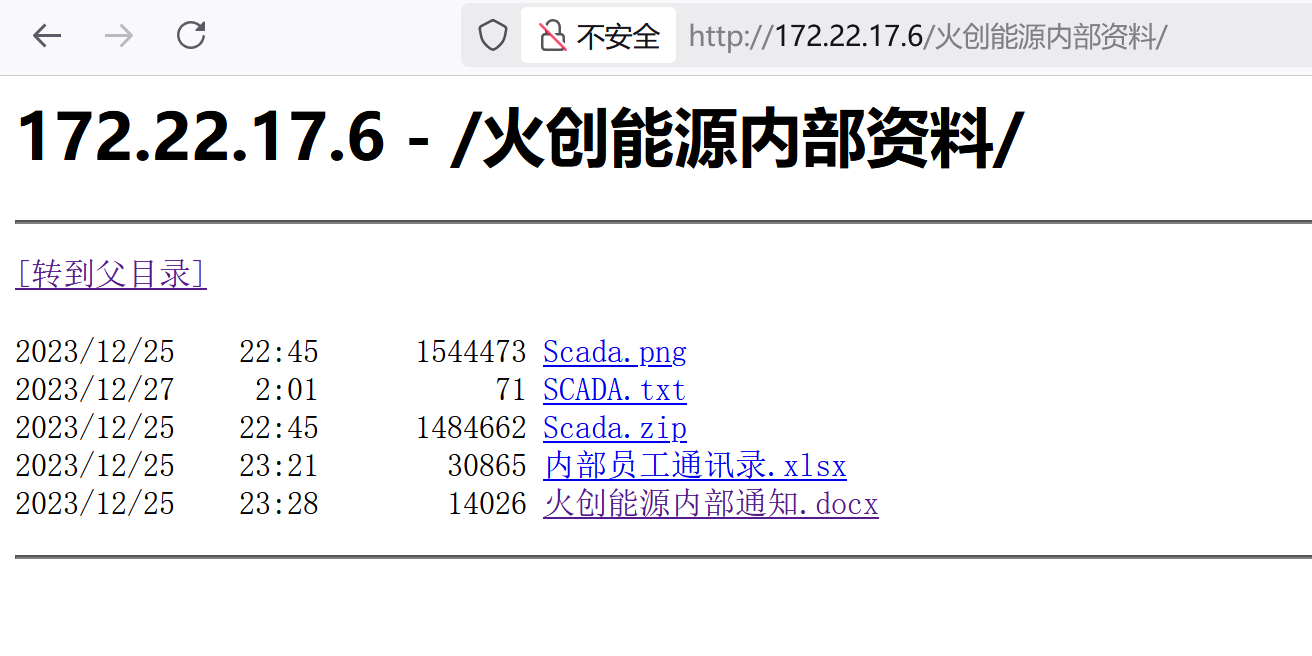 不安全 http://172.22.17.6/火创能源内部资料/
172.22.17.6 - /火创能源内部资料/
[转到父目录]
2023/12/25 22:45 1544473 Scada.png
2023/12/27 2:01 71 SCADA.txt
2023/12/25 22:45 1484662 Scada.zip
2023/12/25 23:21 30865 内部员工通讯录.xlsx
2023/12/25 23:28 14026 火创能源内部通知.docx